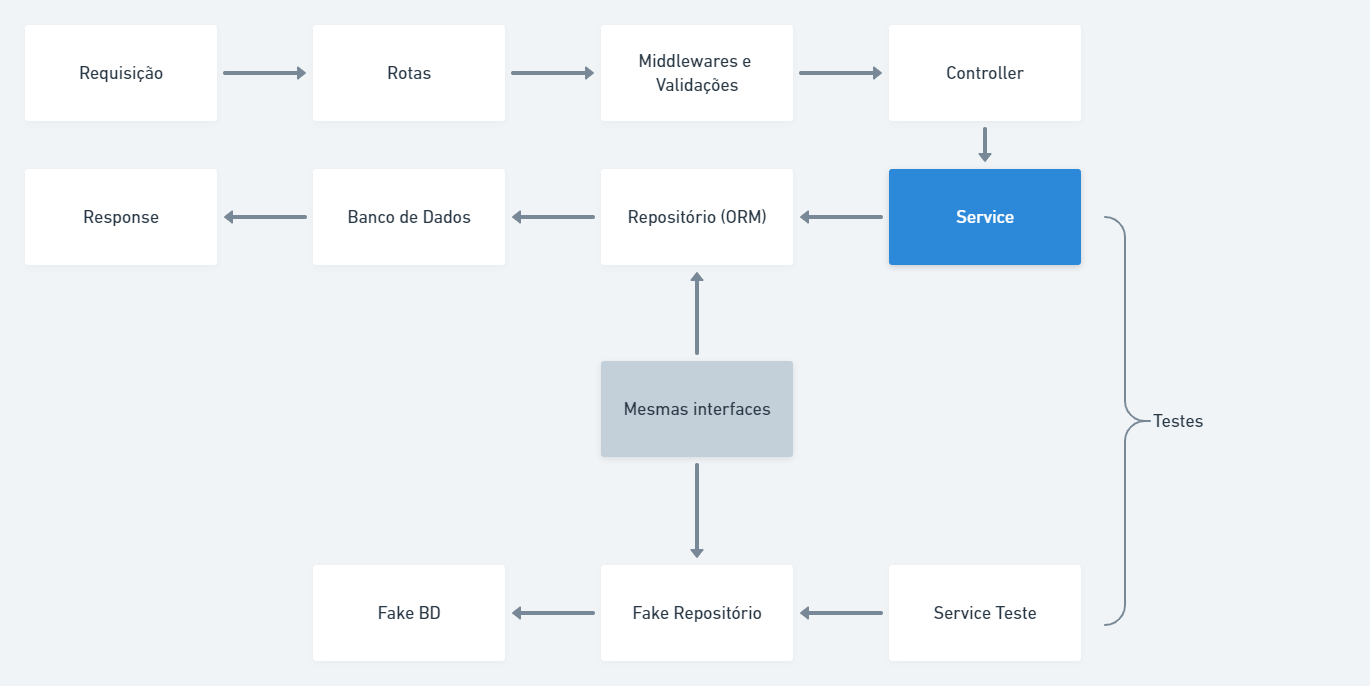 Requisição
Rotas
Middlewares e
Validações
Controller
Response
Banco de Dados
Repositório (ORM)
Service
Mesmas interfaces
Testes
Fake BD
Fake Repositório
Service Teste